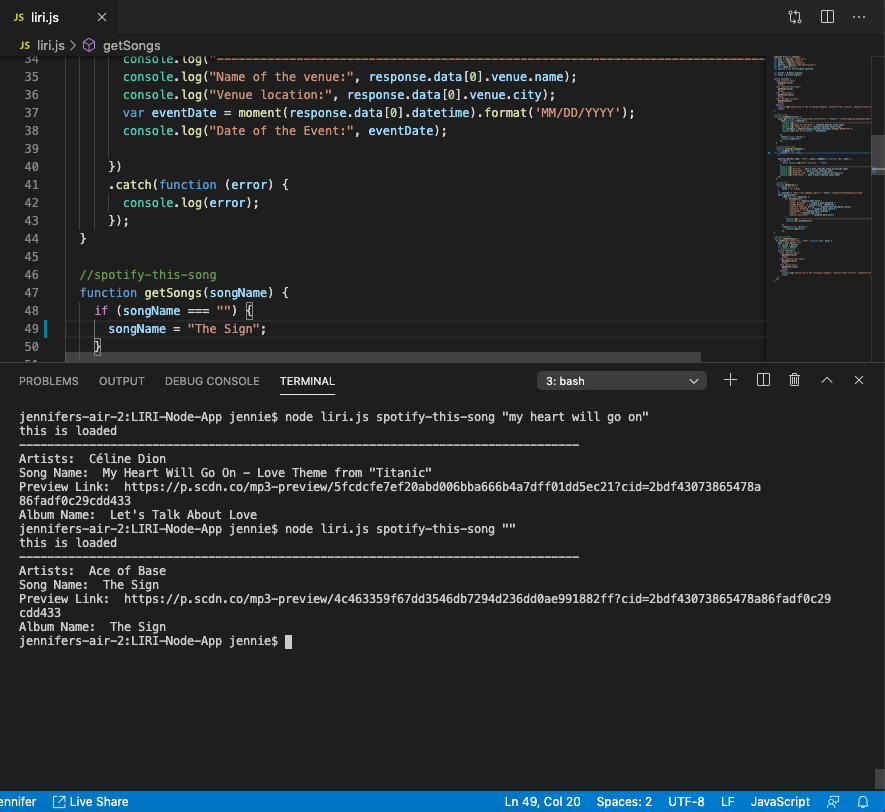 JS liri.js
JS liri.js > getSongs
34 console.log("--------------------------------------------------------------------------------
35 console.log("Name of the venue:", response.data[0].venue.name);
36 console.log("Venue location:", response.data[0].venue.city);
37 var eventDate = moment(response.data[0].datetime).format('MM/DD/YYYY');
38 console.log("Date of the Event:", eventDate);
39
40 })
41 .catch(function (error) {
42 console.log(error);
43 });
44 }
45
46 //spotify-this-song
47 function getSongs(songName) {
48 if (songName === "") {
49 songName = "The Sign";
50 }
PROBLEMS OUTPUT DEBUG CONSOLE TERMINAL 3: bash
jennifers-air-2:LIRI-Node-App jennie$ node liri.js spotify-this-song "my heart will go on"
this is loaded
--------------------------------------------------------------------------------
Artists:  Céline Dion
Song Name:  My Heart Will Go On - Love Theme from "Titanic"
Preview Link:  https://p.scdn.co/mp3-preview/5fcdcfe7ef20abd006bba666b4a7dff01dd5ec21?cid=2bdf43073865478a
86fadf0c29cdd433
Album Name:  Let's Talk About Love
jennifers-air-2:LIRI-Node-App jennie$ node liri.js spotify-this-song ""
this is loaded
--------------------------------------------------------------------------------
Artists:  Ace of Base
Song Name:  The Sign
Preview Link:  https://p.scdn.co/mp3-preview/4c463359f67dd3546db7294d236dd0ae991882ff?cid=2bdf43073865478a86fadf0c29
cdd433
Album Name:  The Sign
jennifers-air-2:LIRI-Node-App jennie$
ennifer Live Share Ln 49, Col 20 Spaces: 2 UTF-8 LF JavaScript